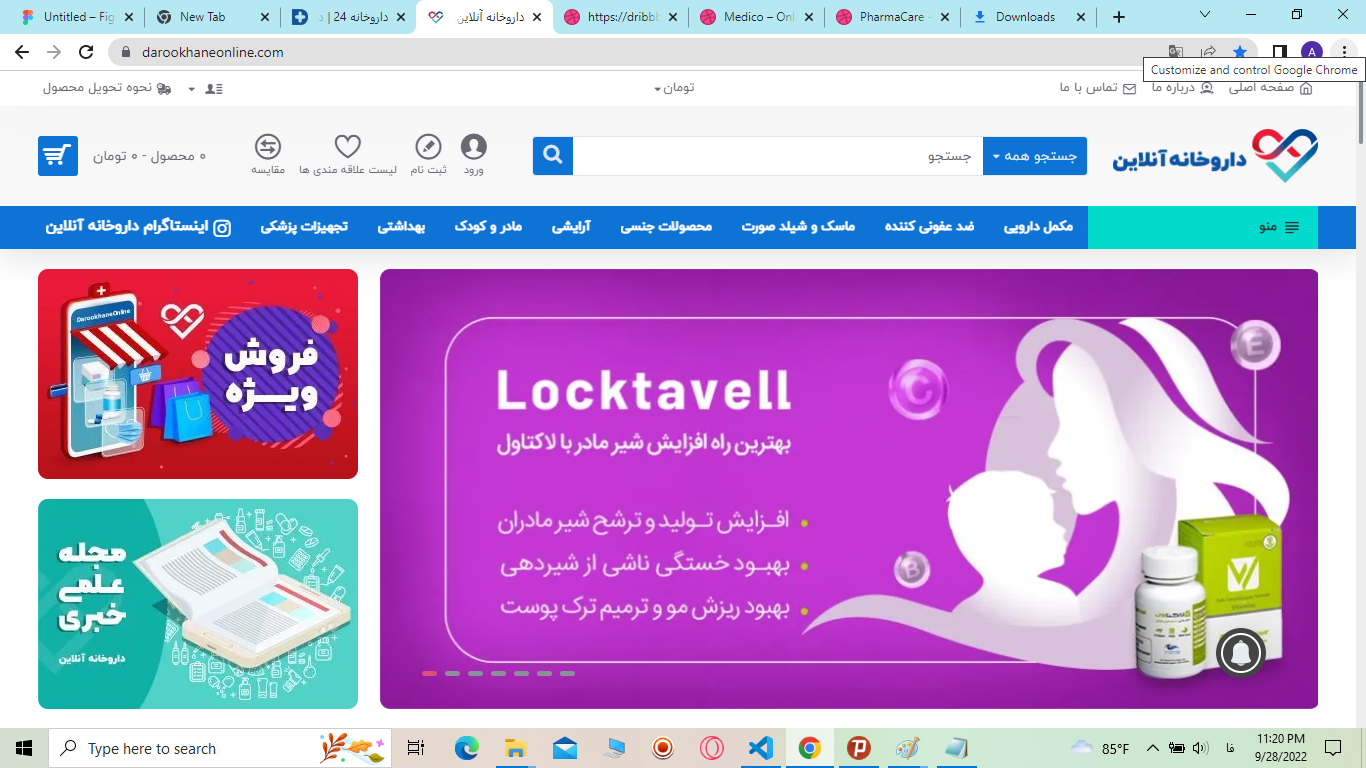 Untitled – Fig
New Tab
داروخانه 24 | د
داروخانه آنلاین
https://dribbb
Medico – Onl
PharmaCare -
Downloads
darookhaneonline.com
A
Customize and control Google Chrome
صفحه اصلی
درباره ما
تماس با ما
تومان
نحوه تحویل محصول
داروخانه آنلاین
جستجو همه
جستجو
ورود
ثبت نام
لیست علاقه مندی ها
مقایسه
۰ محصول - ۰ تومان
منو
مکمل دارویی
ضد عفونی کننده
ماسک و شیلد صورت
محصولات جنسی
آرایشی
مادر و کودک
بهداشتی
تجهیزات پزشکی
اینستاگرام داروخانه آنلاین
Locktavell
بهترین راه افزایش شیر مادر با لاکتاول
افـزایش تـولید و ترشح شیر مادران
بهبـود خستگی ناشی از شیردهی
بهبود ریزش مو و ترمیم ترک پوست
E
C
B
DarookhaneOnline
فروش
ویـــژه
مجله
علمی
خبری
داروخانه آنلاین
Type here to search
85°F
فا
11:20 PM
9/28/2022